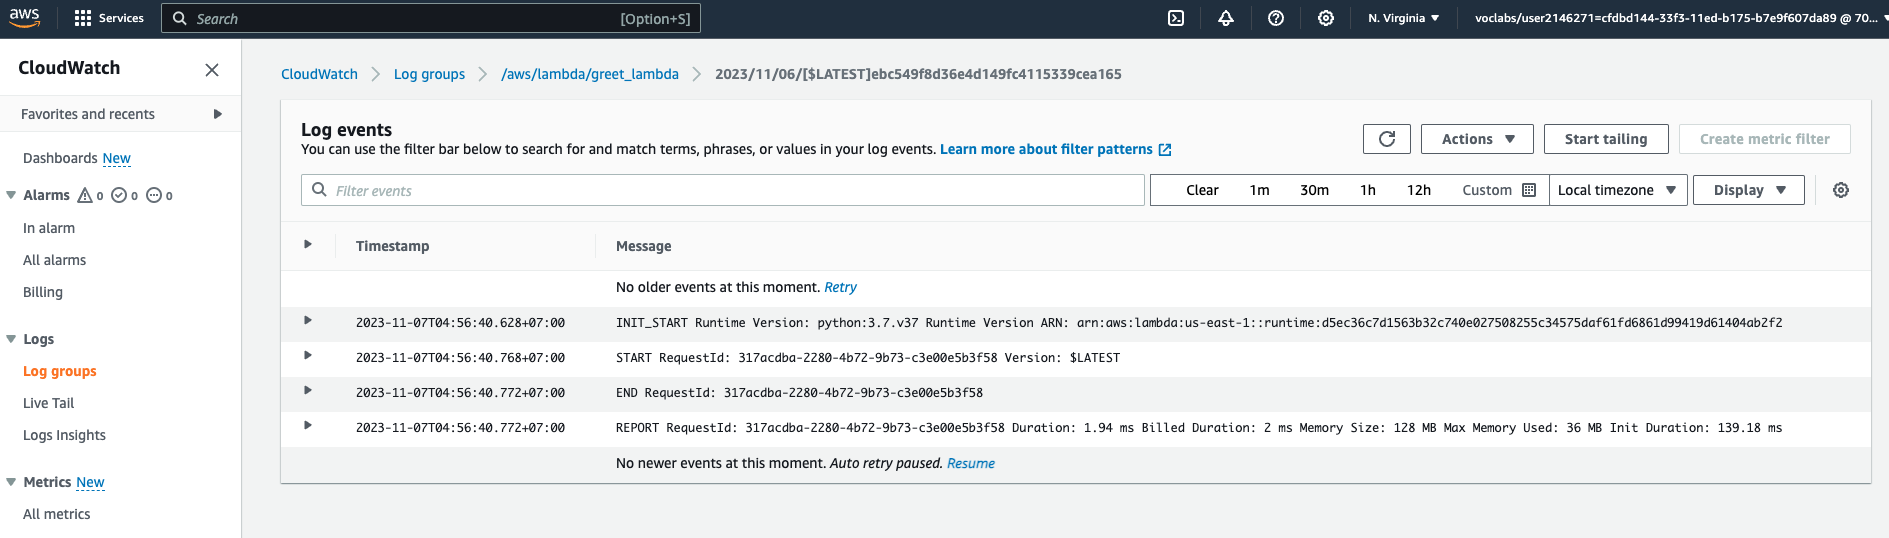 aws Services Search [Option+S] N. Virginia voclabs/user2146271=cfdbd144-33f3-11ed-b175-b7e9f607da89 @ 70...
CloudWatch
Favorites and recents
Dashboards New
Alarms 0 0 0
In alarm
All alarms
Billing
Logs
Log groups
Live Tail
Logs Insights
Metrics New
All metrics
CloudWatch Log groups /aws/lambda/greet_lambda 2023/11/06/[$LATEST]ebc549f8d36e4d149fc4115339cea165
Log events
You can use the filter bar below to search for and match terms, phrases, or values in your log events. Learn more about filter patterns
Actions Start tailing Create metric filter
Filter events Clear 1m 30m 1h 12h Custom Local timezone Display
Timestamp Message
No older events at this moment. Retry
2023-11-07T04:56:40.628+07:00 INIT_START Runtime Version: python:3.7.v37 Runtime Version ARN: arn:aws:lambda:us-east-1::runtime:d5ec36c7d1563b32c740e027508255c34575daf61fd6861d99419d61404ab2f2
2023-11-07T04:56:40.768+07:00 START RequestId: 317acdba-2280-4b72-9b73-c3e00e5b3f58 Version: $LATEST
2023-11-07T04:56:40.772+07:00 END RequestId: 317acdba-2280-4b72-9b73-c3e00e5b3f58
2023-11-07T04:56:40.772+07:00 REPORT RequestId: 317acdba-2280-4b72-9b73-c3e00e5b3f58 Duration: 1.94 ms Billed Duration: 2 ms Memory Size: 128 MB Max Memory Used: 36 MB Init Duration: 139.18 ms
No newer events at this moment. Auto retry paused. Resume